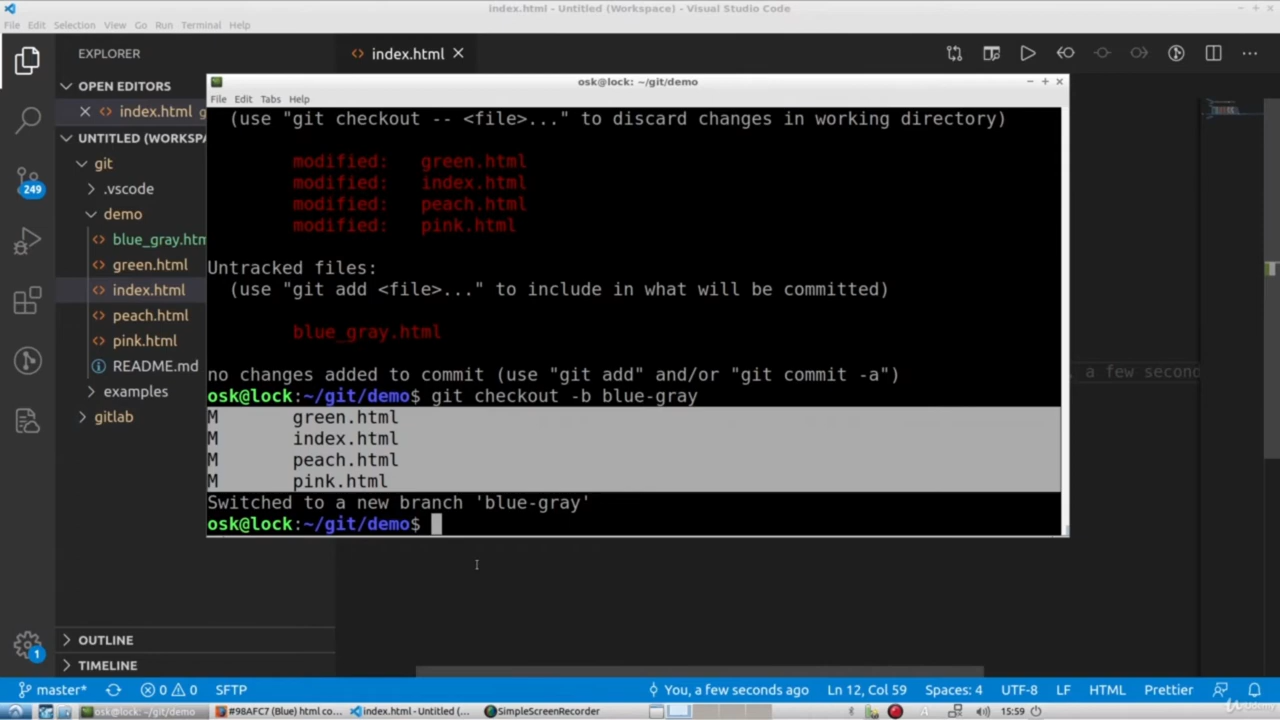 index.html - Untitled (Workspace) - Visual Studio Code
File Edit Selection View Go Run Terminal Help
EXPLORER
index.html
OPEN EDITORS
index.html g
UNTITLED (WORKSPA
git
.vscode
demo
blue_gray.htm
green.html
index.html
peach.html
pink.html
README.md
examples
gitlab
OUTLINE
TIMELINE
249
1
osk@lock: ~/git/demo
File Edit Tabs Help
(use "git checkout -- <file>..." to discard changes in working directory)
modified: green.html
modified: index.html
modified: peach.html
modified: pink.html
Untracked files:
(use "git add <file>..." to include in what will be committed)
blue_gray.html
no changes added to commit (use "git add" and/or "git commit -a")
osk@lock:~/git/demo$ git checkout -b blue-gray
M green.html
M index.html
M peach.html
M pink.html
Switched to a new branch 'blue-gray'
osk@lock:~/git/demo$
, a few second
master* 0 0 SFTP You, a few seconds ago Ln 12, Col 59 Spaces: 4 UTF-8 LF HTML Prettier
osk@lock: ~/git/demo #98AFC7 (Blue) html co... index.html - Untitled (... SimpleScreenRecorder 15:59
Udemy